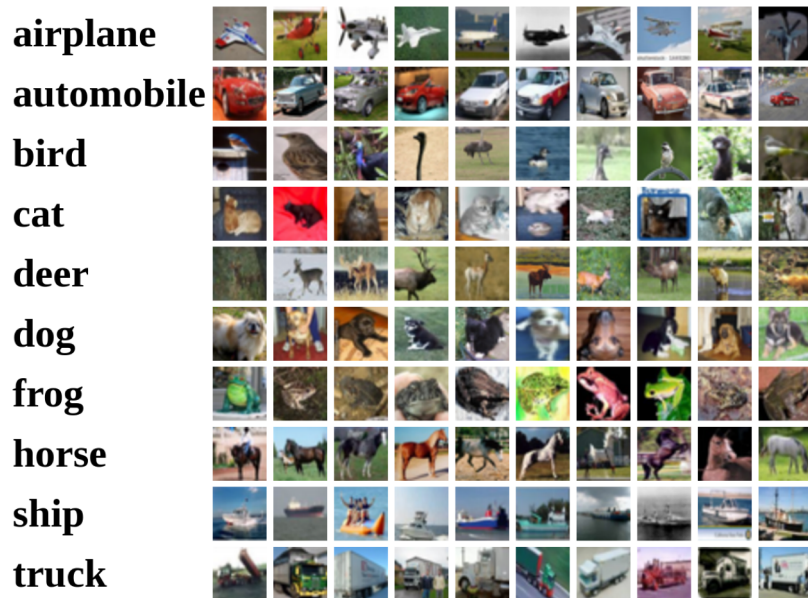 airplane
automobile
bird
cat
deer
dog
frog
horse
ship
truck